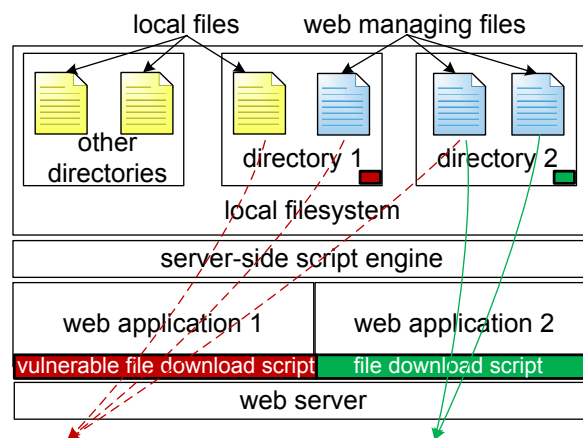 local files
web managing files
other
directories
directory 1
directory 2
local filesystem
server-side script engine
web application 1
web application 2
vulnerable file download script
file download script
web server